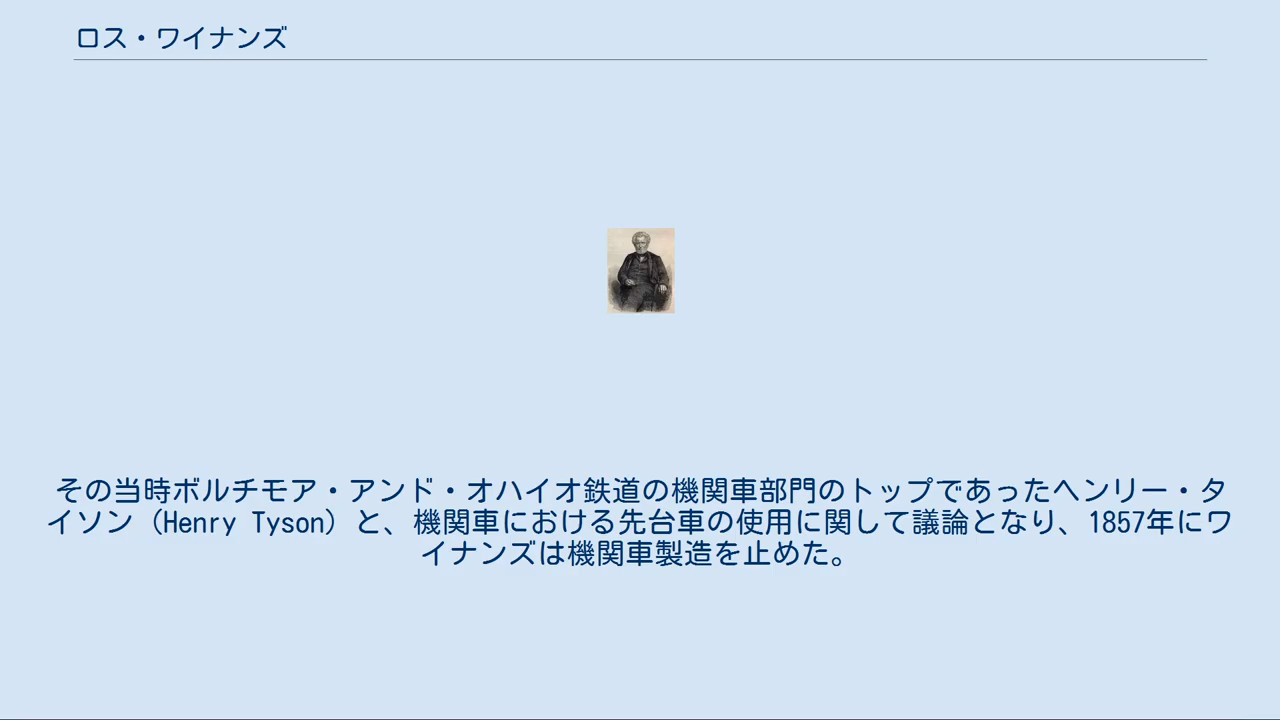 ロス・ワイナンズ
その当時ボルチモア・アンド・オハイオ鉄道の機関車部門のトップであったヘンリー・タ
イソン（Henry Tyson）と、機関車における先台車の使用に関して議論となり、1857年にワ
イナンズは機関車製造を止めた。